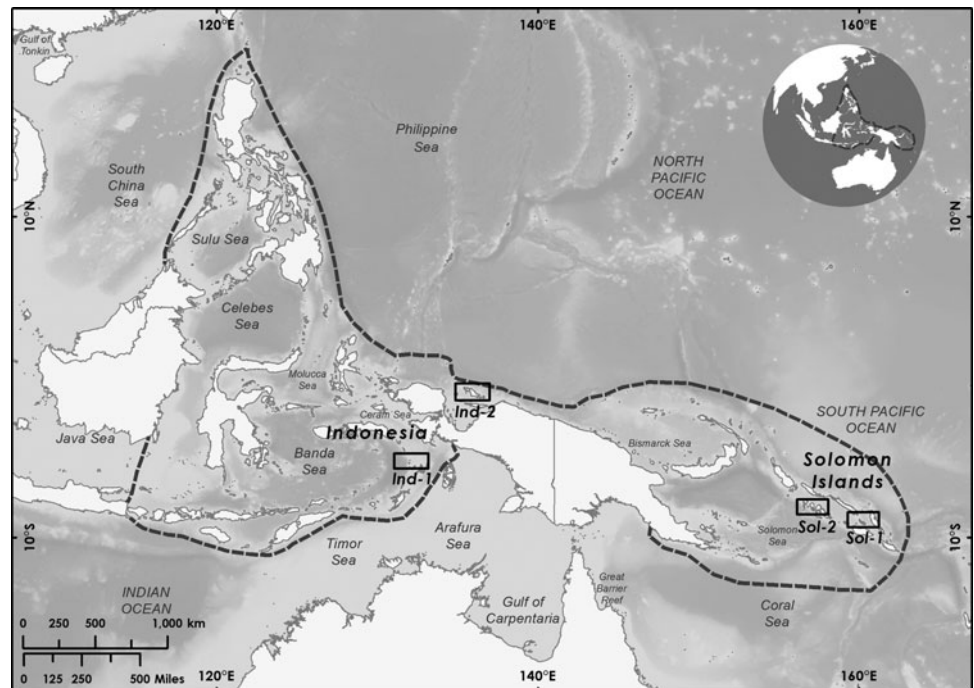 120°E
140°E
160°E
Gulf of
Tonkin
Philippine
Sea
South
China
Sea
NORTH
PACIFIC
OCEAN
10°N
10°N
Sulu Sea
Celebes
Sea
Molucca
Sea
Ceram Sea
Ind-2
SOUTH PACIFIC
OCEAN
Java Sea
Indonesia
Banda
Sea
Ind-1
Bismarck Sea
Solomon
Islands
Solomon
Sea
Sol-2
Sol-1
10°S
10°S
Timor
Sea
Arafura
Sea
INDIAN
OCEAN
Gulf of
Carpentaria
Great
Barrier
Reef
Coral
Sea
0 250 500 1,000 km
0 125 250 500 Miles
120°E
140°E
160°E